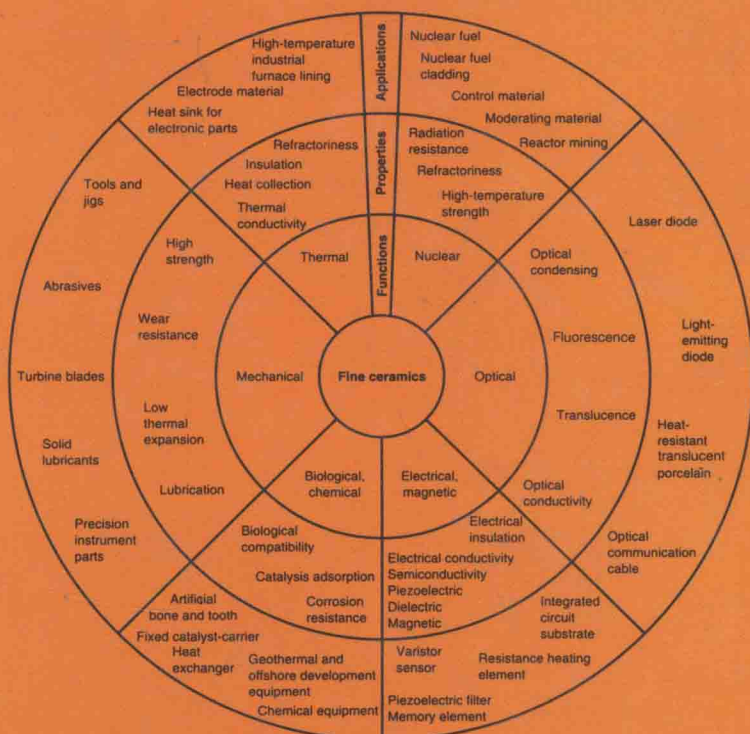 Applications
Properties
Functions
Fine ceramics
Thermal
Thermal
conductivity
Heat collection
Insulation
Refractoriness
Heat sink for
electronic parts
Electrode material
High-temperature
industrial
furnace lining
Nuclear
Radiation
resistance
Refractoriness
High-temperature
strength
Nuclear fuel
Nuclear fuel
cladding
Control material
Moderating material
Reactor mining
Optical
Optical
condensing
Fluorescence
Translucence
Optical
conductivity
Laser diode
Light-
emitting
diode
Heat-
resistant
translucent
porcelain
Optical
communication
cable
Electrical,
magnetic
Electrical
insulation
Electrical conductivity
Semiconductivity
Piezoelectric
Dielectric
Magnetic
Integrated
circuit
substrate
Resistance heating
element
Varistor
sensor
Piezoelectric filter
Memory element
Biological,
chemical
Biological
compatibility
Catalysis adsorption
Corrosion
resistance
Artificial
bone and tooth
Fixed catalyst-carrier
Heat
exchanger
Geothermal and
offshore development
equipment
Chemical equipment
Mechanical
High
strength
Wear
resistance
Low
thermal
expansion
Lubrication
Tools and
jigs
Abrasives
Turbine blades
Solid
lubricants
Precision
instrument
parts